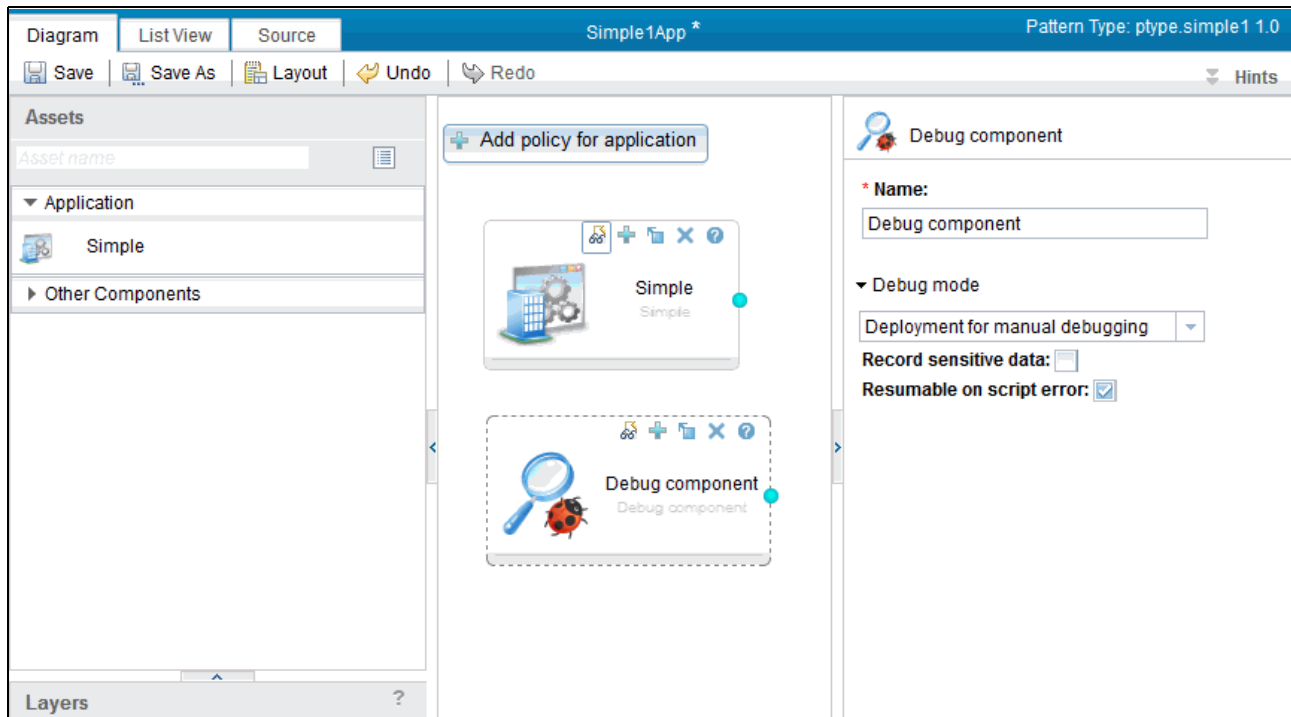 Diagram
List View
Source
Simple1App *
Pattern Type: ptype.simple1 1.0
Save
Save As
Layout
Undo
Redo
Hints
Assets
Asset name
Application
Simple
Other Components
Layers
?
Add policy for application
Simple
Simple
Debug component
Debug component
Debug component
* Name:
Debug component
Debug mode
Deployment for manual debugging
Record sensitive data:
Resumable on script error: